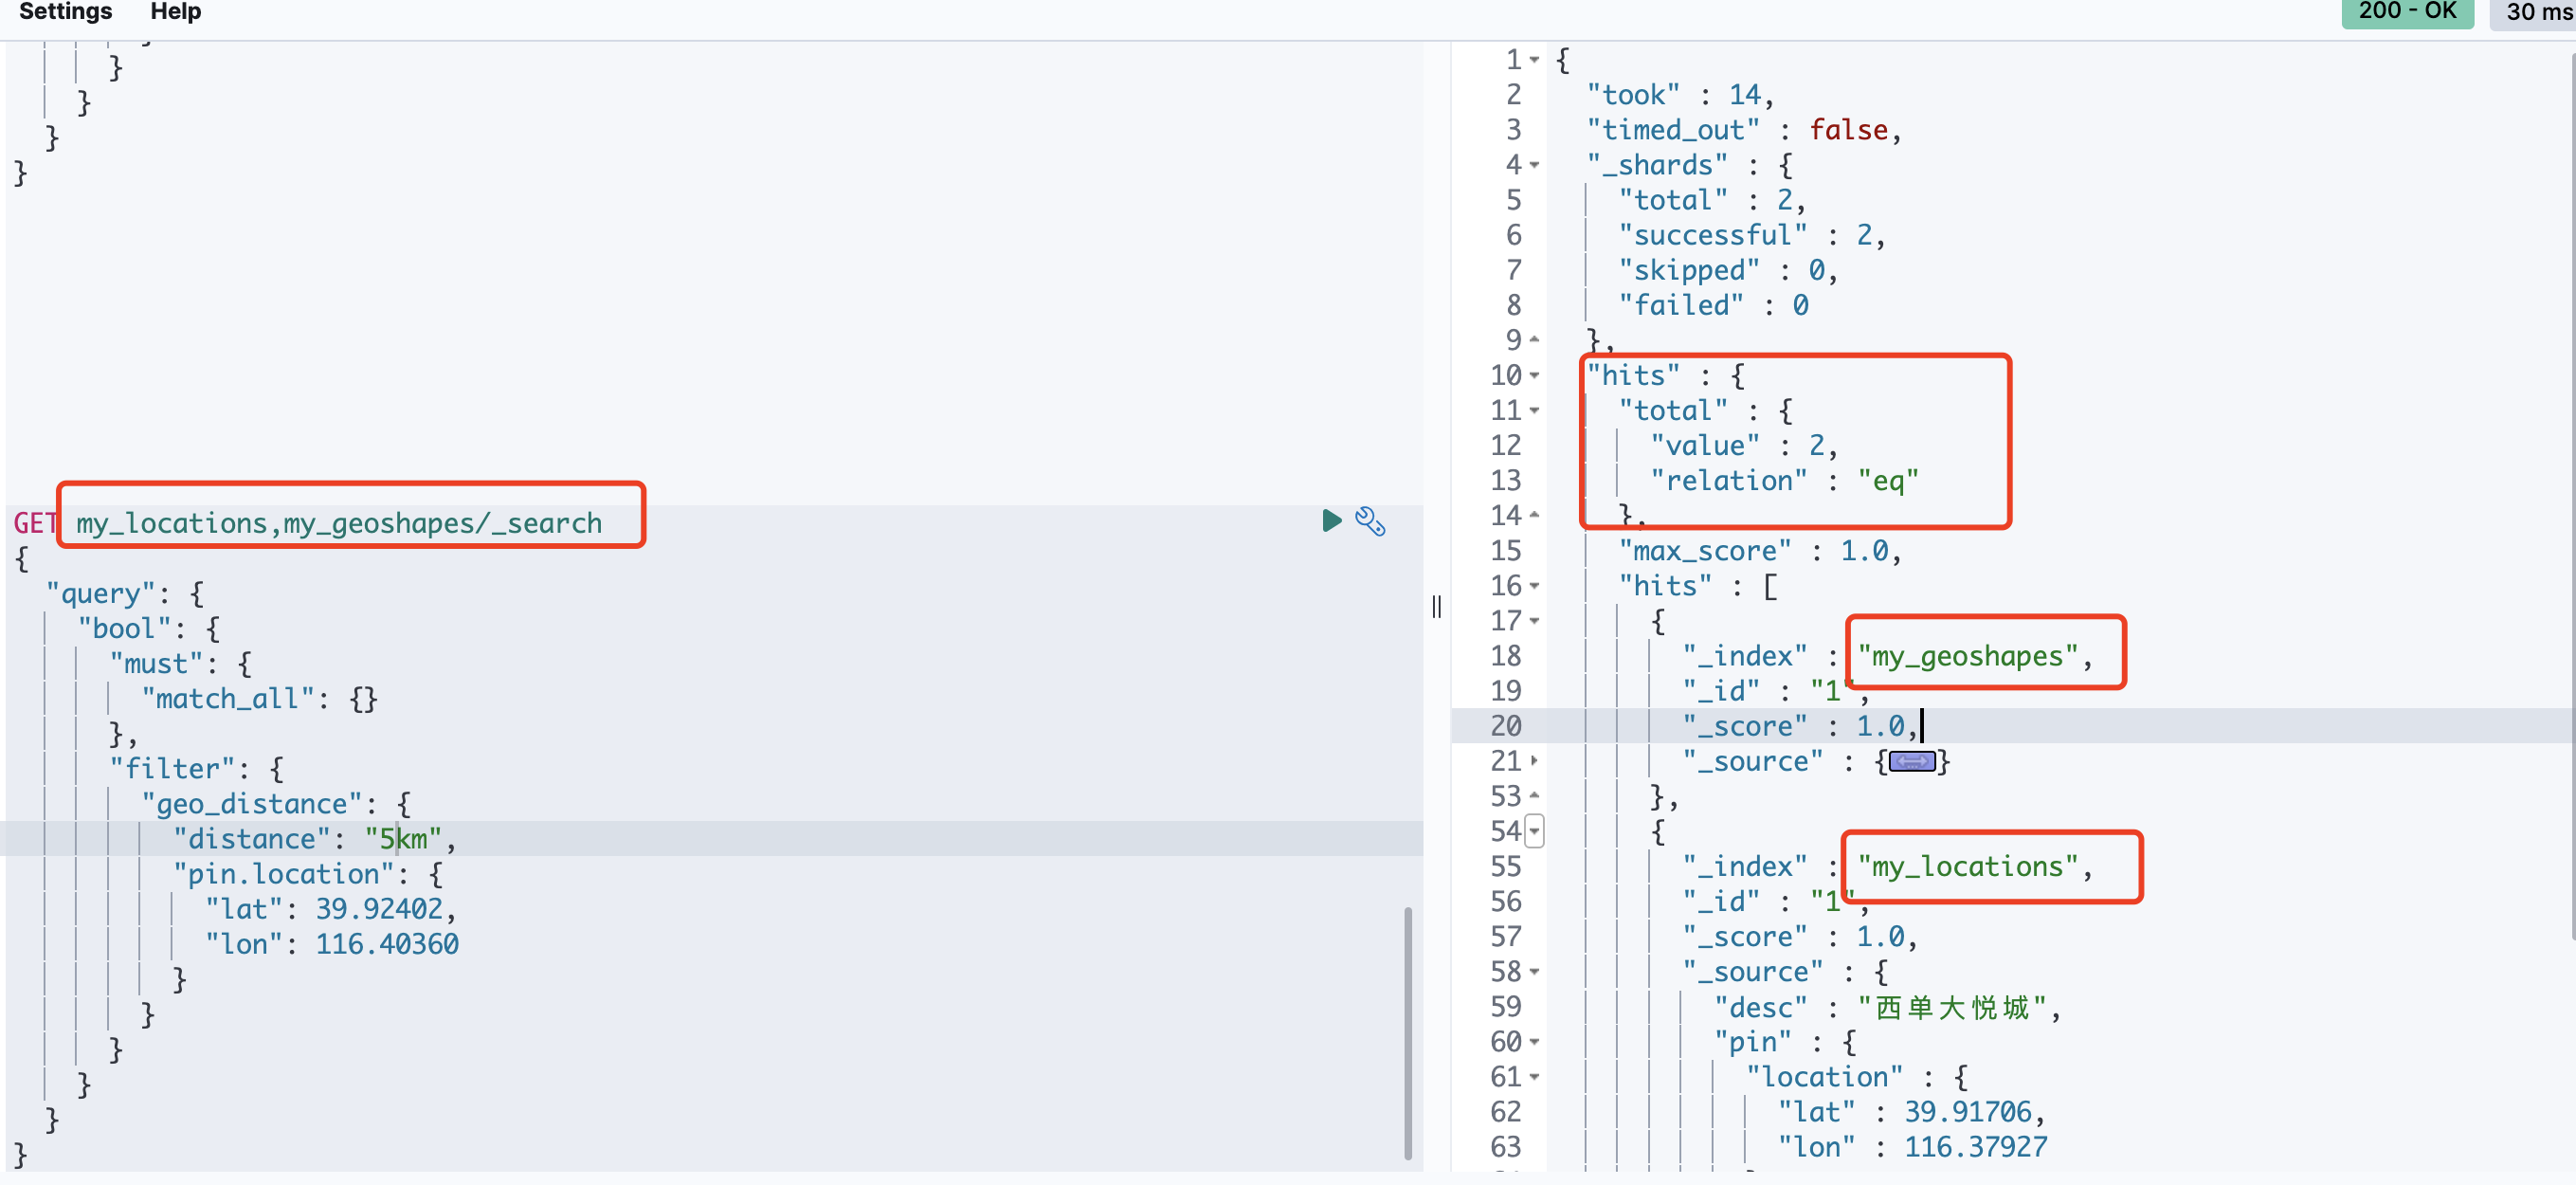 Settings Help
200 - OK 30 ms
}
}
}
}
GET my_locations,my_geoshapes/_search
{
"query": {
"bool": {
"must": {
"match_all": {}
},
"filter": {
"geo_distance": {
"distance": "5km",
"pin.location": {
"lat": 39.92402,
"lon": 116.40360
}
}
}
}
}
}
1 {
2 "took" : 14,
3 "timed_out" : false,
4 "_shards" : {
5 "total" : 2,
6 "successful" : 2,
7 "skipped" : 0,
8 "failed" : 0
9 },
10 "hits" : {
11 "total" : {
12 "value" : 2,
13 "relation" : "eq"
14 },
15 "max_score" : 1.0,
16 "hits" : [
17 {
18 "_index" : "my_geoshapes",
19 "_id" : "1",
20 "_score" : 1.0,
21 "_source" : {}
53 },
54 {
55 "_index" : "my_locations",
56 "_id" : "1",
57 "_score" : 1.0,
58 "_source" : {
59 "desc" : "西单大悦城",
60 "pin" : {
61 "location" : {
62 "lat" : 39.91706,
63 "lon" : 116.37927